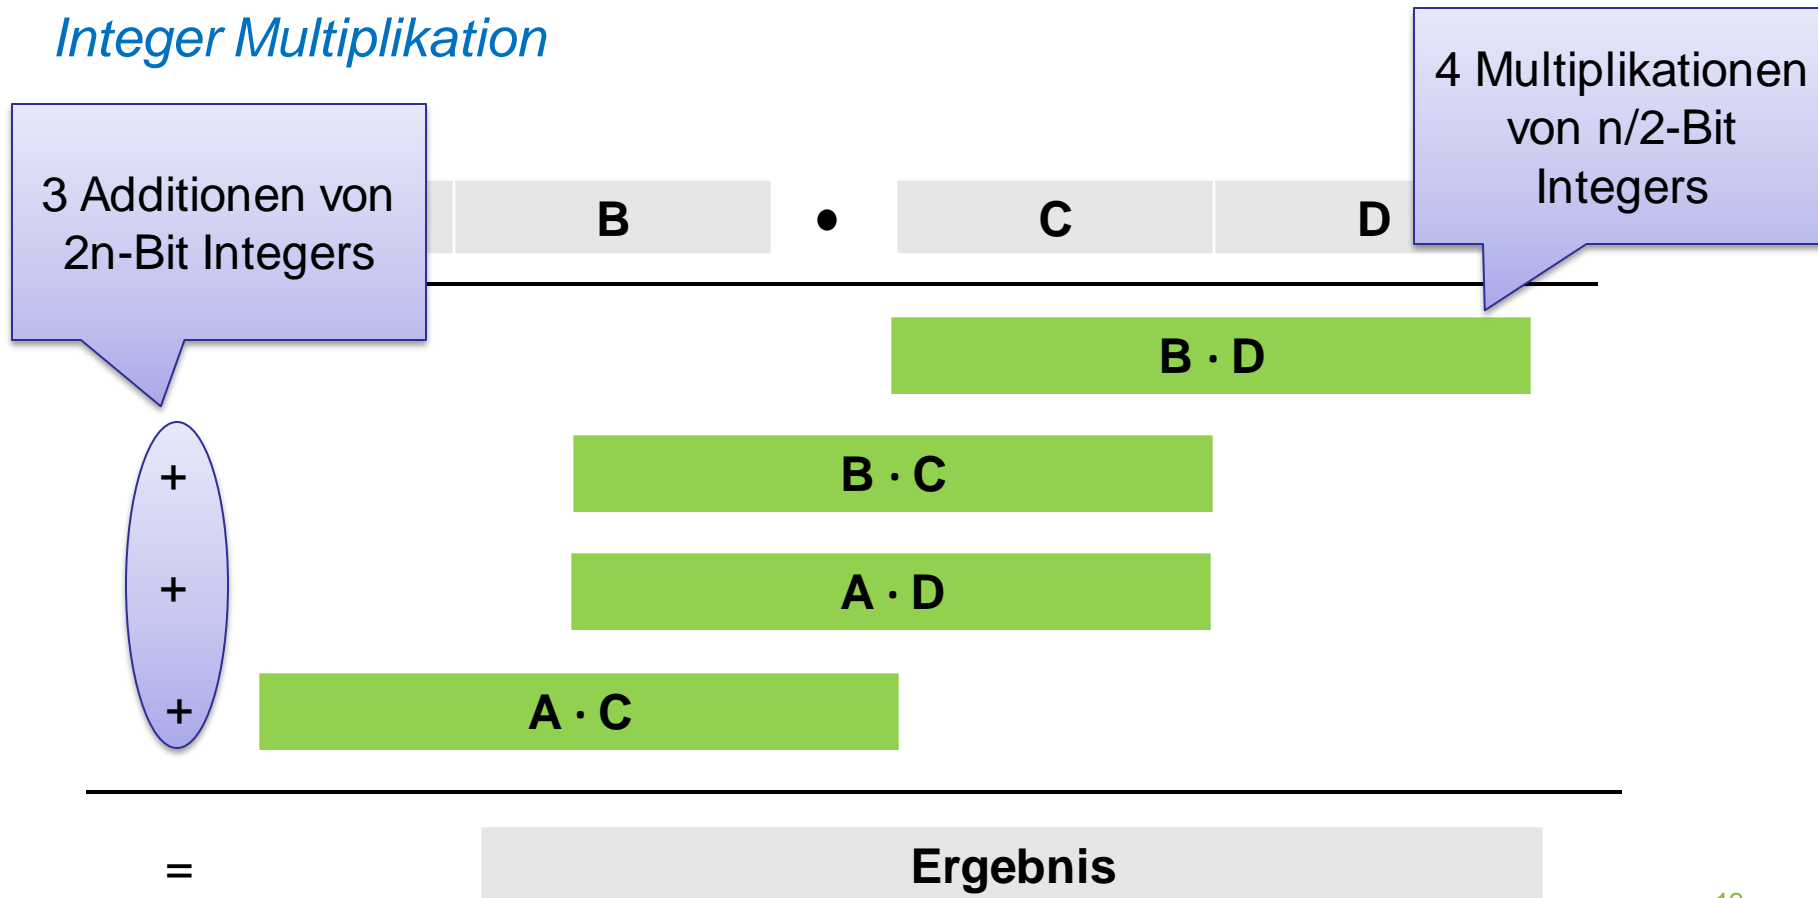 Integer Multiplikation
4 Multiplikationen
von n/2-Bit
Integers
3 Additionen von
2n-Bit Integers
B • C D
B · D
+ B · C
+ A · D
+ A · C
= Ergebnis